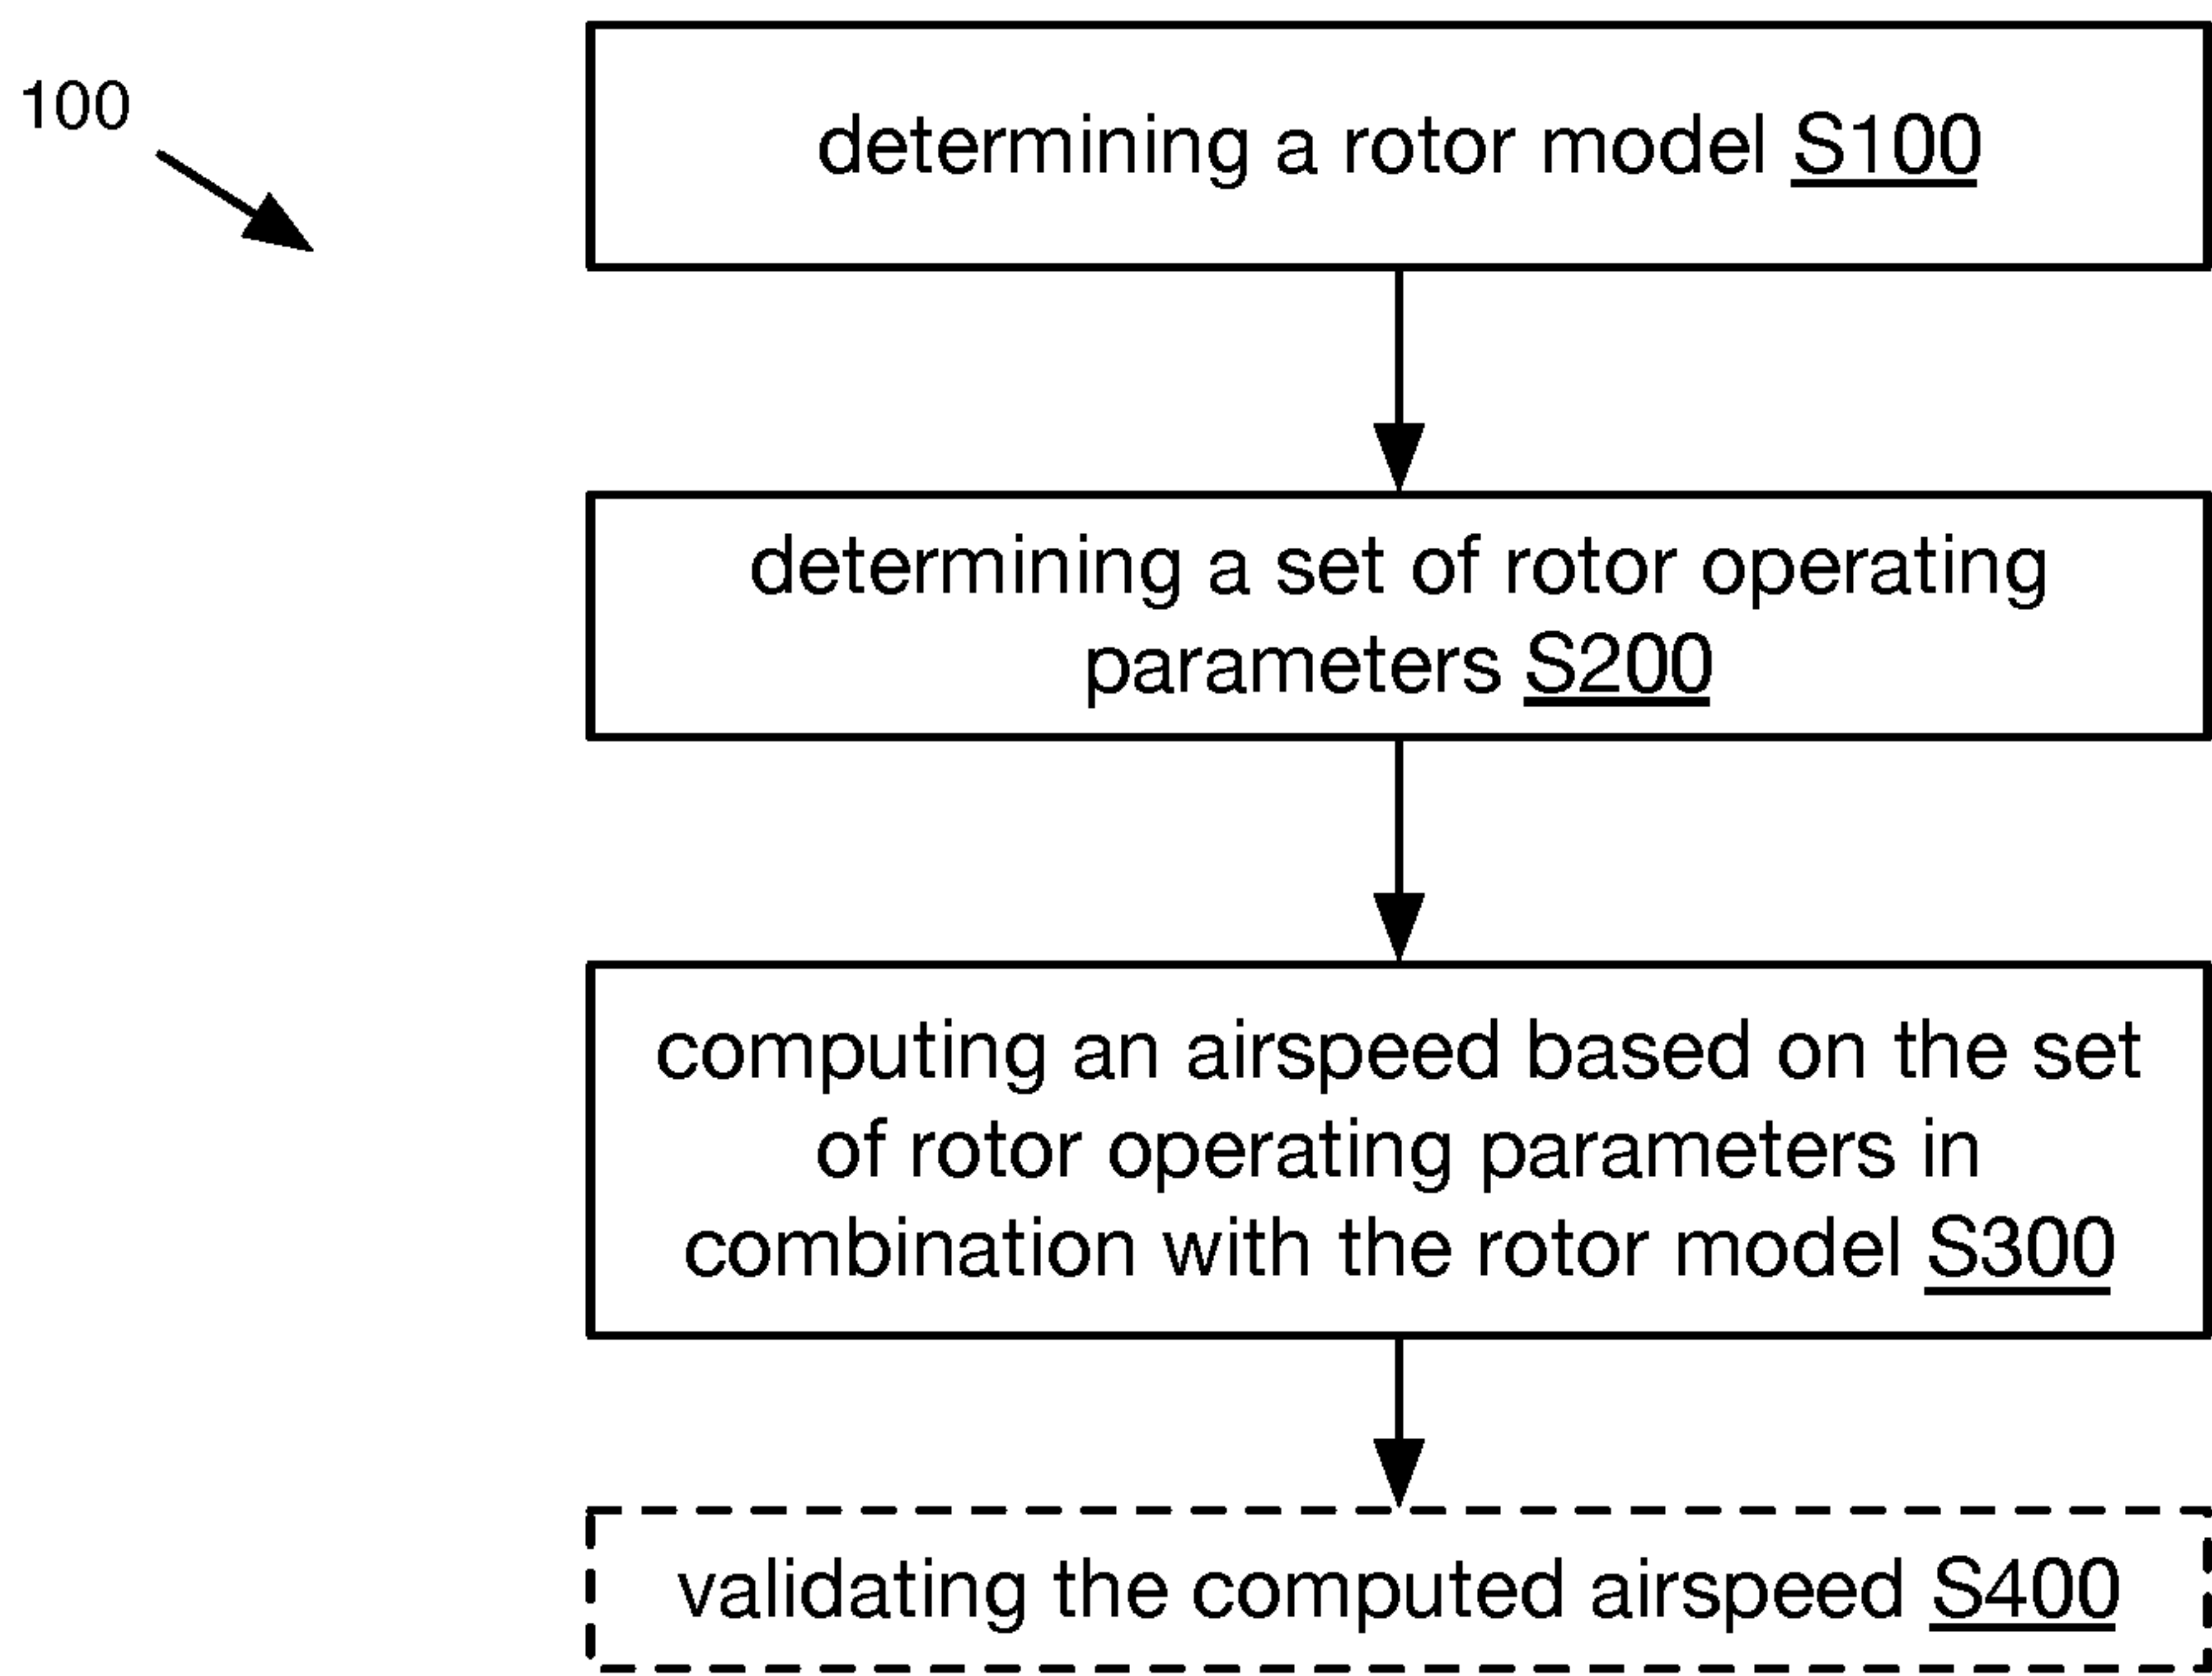 100
determining a rotor model S100
determining a set of rotor operating
parameters S200
computing an airspeed based on the set
of rotor operating parameters in
combination with the rotor model S300
validating the computed airspeed S400